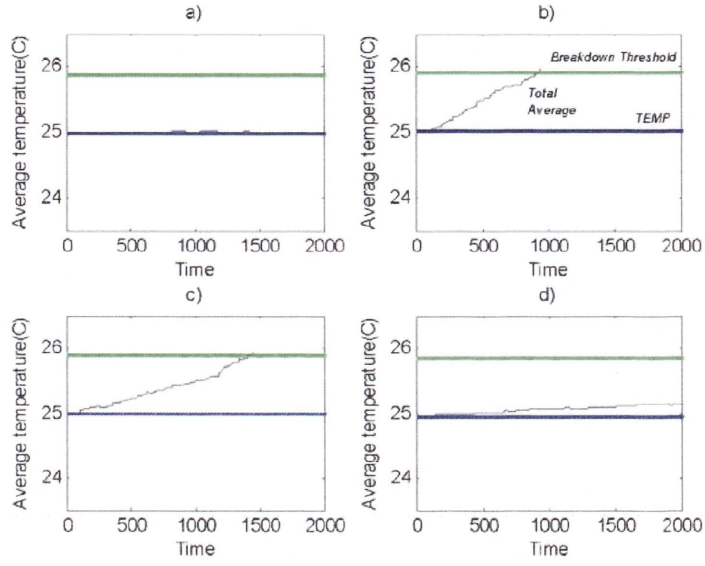 a)
Average temperature(C)
26
25
24
0 500 1000 1500 2000
Time
b)
Average temperature(C)
26
25
24
Breakdown Threshold
Total
Average
TEMP
0 500 1000 1500 2000
Time
c)
Average temperature(C)
26
25
24
0 500 1000 1500 2000
Time
d)
Average temperature(C)
26
25
24
0 500 1000 1500 2000
Time